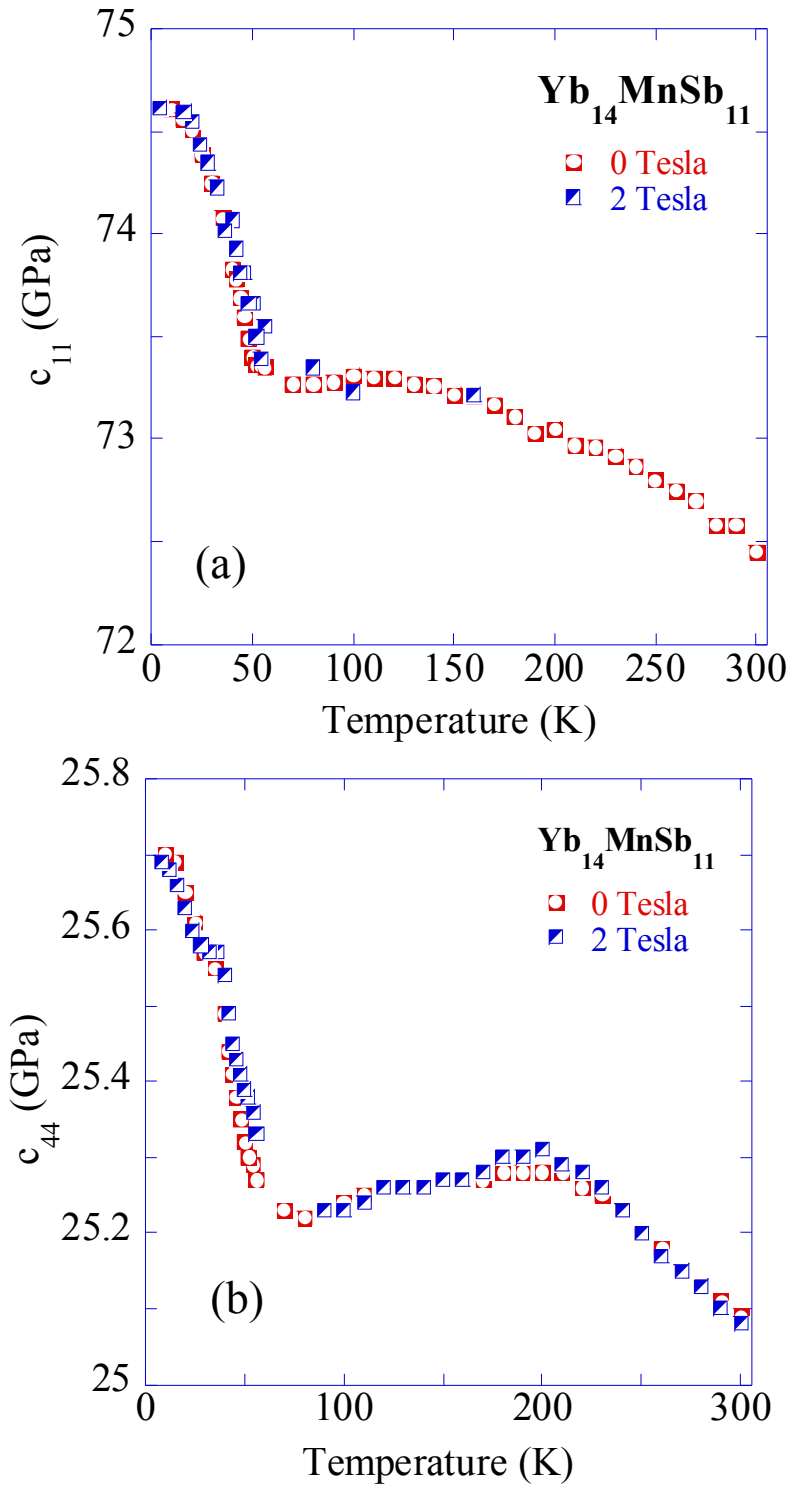 75
74
73
72
c11 (GPa)
Yb14MnSb11
0 Tesla
2 Tesla
(a)
0 50 100 150 200 250 300
Temperature (K)
25.8
25.6
25.4
25.2
25
c44 (GPa)
Yb14MnSb11
0 Tesla
2 Tesla
(b)
0 100 200 300
Temperature (K)